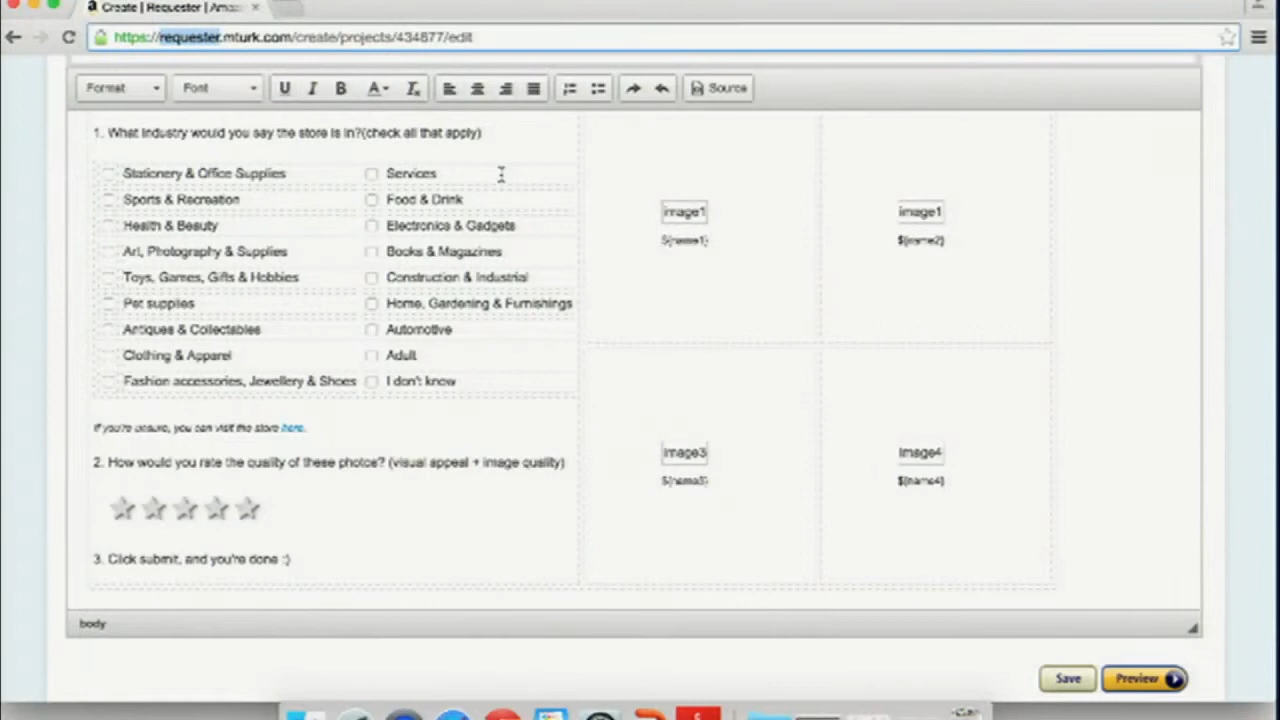 Create | Requester | Amaz
https://requester.mturk.com/create/projects/434877/edit
Format Font U I B A Source
1. What industry would you say the store is in?(check all that apply)
Stationery & Office Supplies Services
Sports & Recreation Food & Drink
Health & Beauty Electronics & Gadgets
Art, Photography & Supplies Books & Magazines
Toys, Games, Gifts & Hobbies Construction & Industrial
Pet supplies Home, Gardening & Furnishings
Antiques & Collectables Automotive
Clothing & Apparel Adult
Fashion accessories, Jewellery & Shoes I don't know
If you're unsure, you can visit the store here.
2. How would you rate the quality of these photos? (visual appeal + image quality)
3. Click submit, and you're done :)
image1 image1
${name1} ${name2}
image3 image4
${name3} ${name4}
body
Save Preview